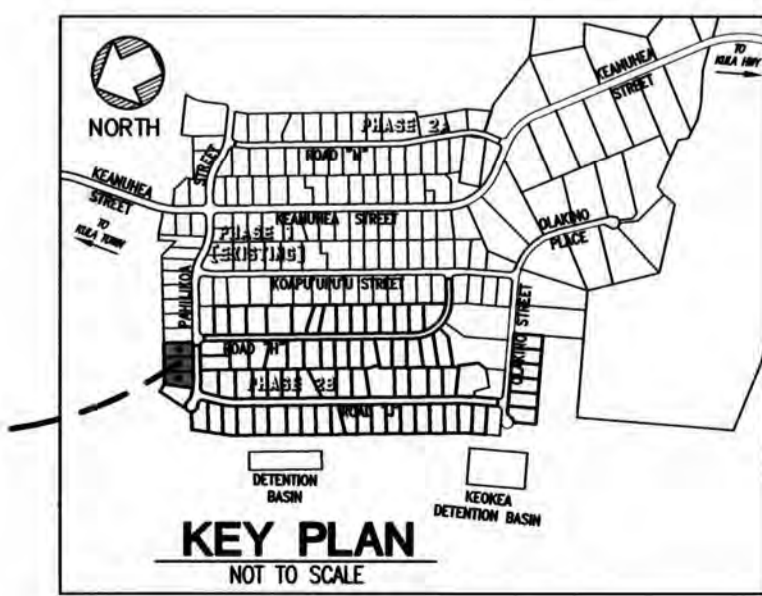 TO
KULA HWY
KEANUHEA
STREET
NORTH
PHASE 2A
ROAD "N"
STREET
KEANUHEA
STREET
TO
KULA TOWN
KEANUHEA STREET
OLAKINO
PLACE
PHASE 1
[EXISTING]
KOAPU'UPU'U STREET
PAHILIKOA
OLAKINO STREET
ROAD "H"
PHASE 2B
ROAD "J"
DETENTION
BASIN
KEOKEA
DETENTION BASIN
KEY PLAN
NOT TO SCALE